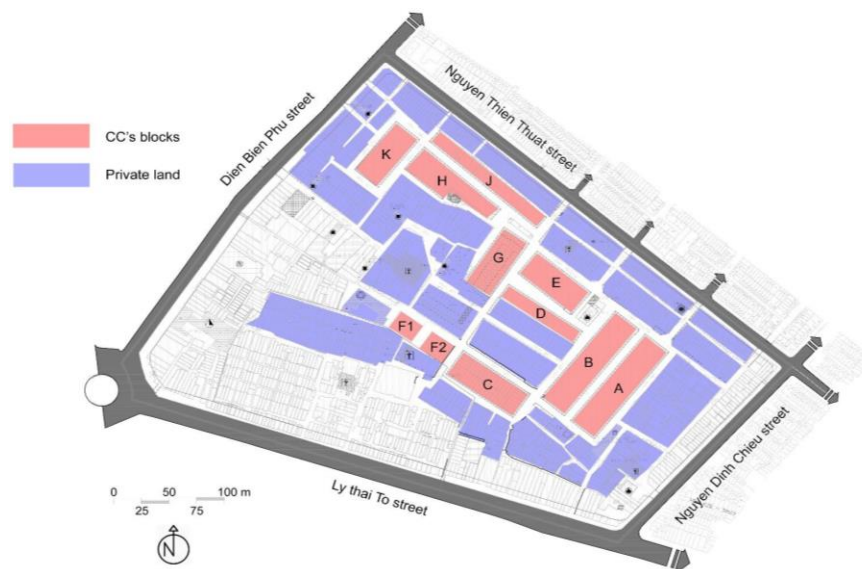 CC's blocks
Private land
Dien Bien Phu street
Nguyen Thien Thuat street
K
H
J
G
E
D
F1
F2
B
A
C
Ly thai To street
Nguyen Dinh Chieu street
0 50 100 m
25 75
N